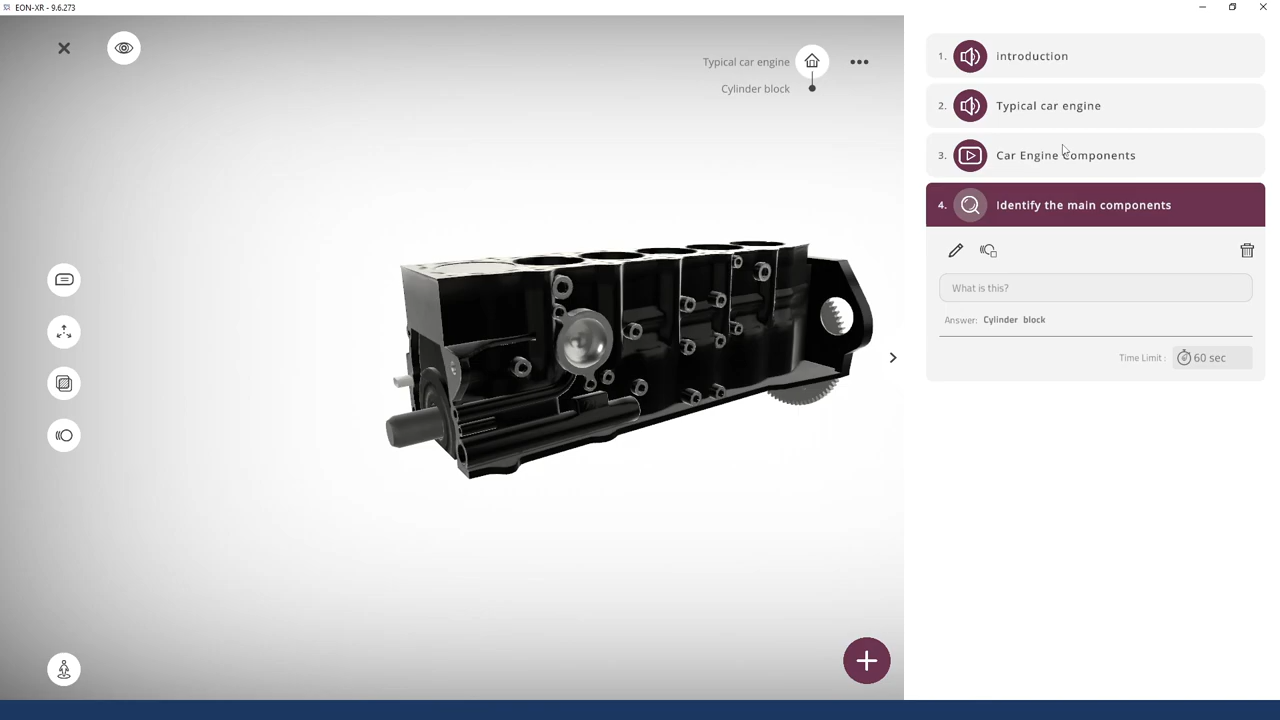 EON-XR - 9.6.273
Typical car engine
Cylinder block
1. introduction
2. Typical car engine
3. Car Engine Components
4. Identify the main components
What is this?
Answer: Cylinder block
Time Limit : 60 sec